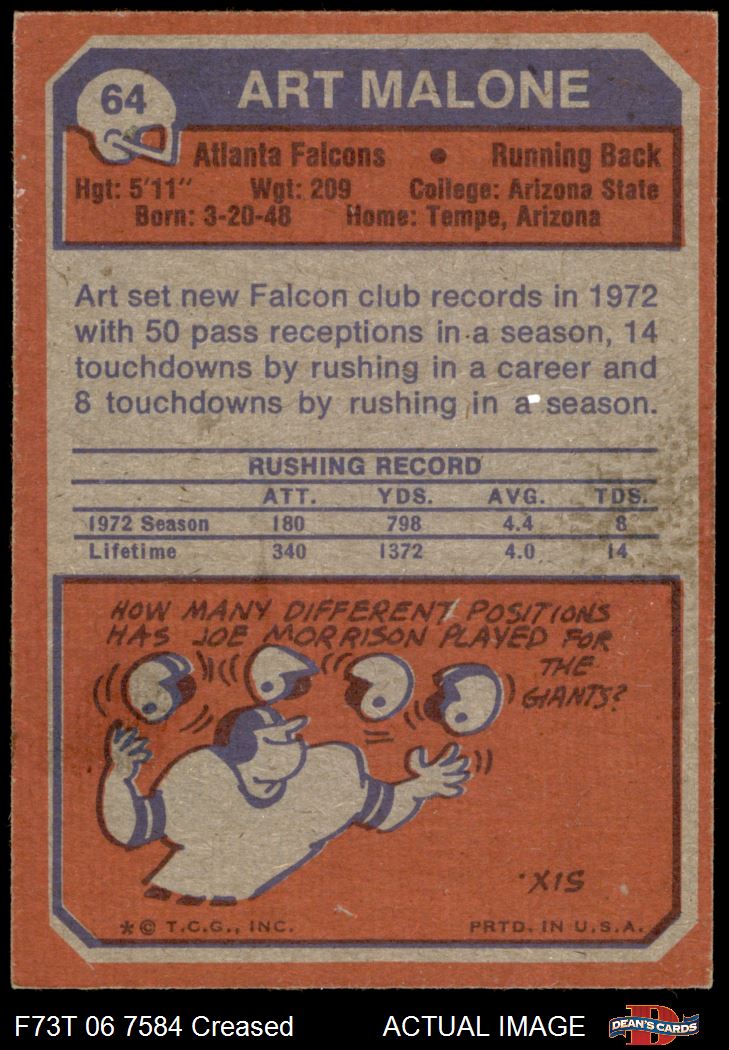 64
ART MALONE
Atlanta Falcons • Running Back
Hgt: 5'11" Wgt: 209 College: Arizona State
Born: 3-20-48 Home: Tempe, Arizona
Art set new Falcon club records in 1972
with 50 pass receptions in a season, 14
touchdowns by rushing in a career and
8 touchdowns by rushing in a season.
RUSHING RECORD
ATT. YDS. AVG. TDS.
1972 Season 180 798 4.4 8
Lifetime 340 1372 4.0 14
HOW MANY DIFFERENT POSITIONS
HAS JOE MORRISON PLAYED FOR
THE
GIANTS?
SIX.
*© T.C.G., INC. PRTD. IN U.S.A.
F73T 06 7584 Creased ACTUAL IMAGE
D
DEAN'S CARDS